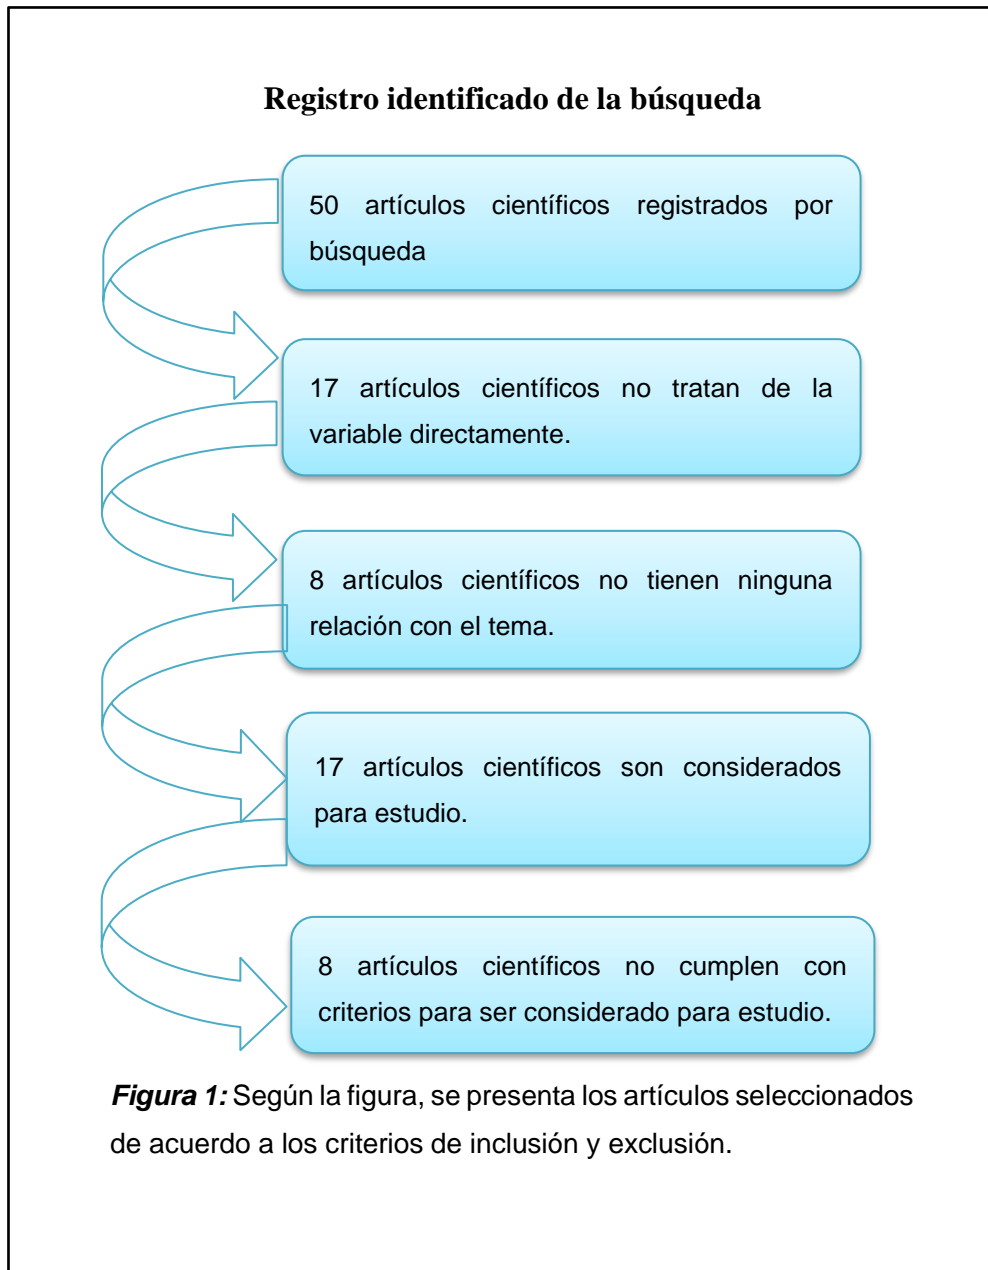 Registro identificado de la búsqueda
50 artículos científicos registrados por
búsqueda
17 artículos científicos no tratan de la
variable directamente.
8 artículos científicos no tienen ninguna
relación con el tema.
17 artículos científicos son considerados
para estudio.
8 artículos científicos no cumplen con
criterios para ser considerado para estudio.
Figura 1: Según la figura, se presenta los artículos seleccionados
de acuerdo a los criterios de inclusión y exclusión.